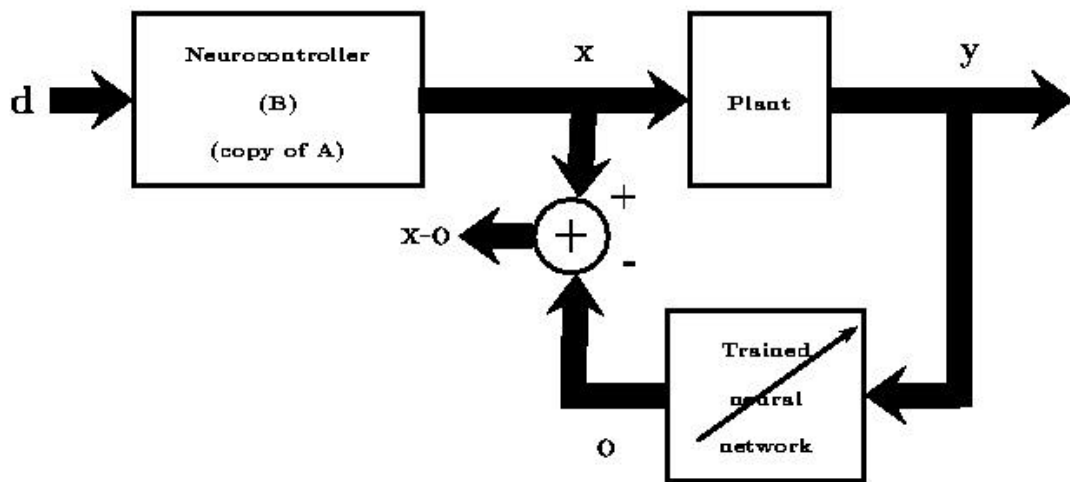 Neurocontroller
(B)
(copy of A)
d
x
Plant
y
+
+
-
x-o
Trained
neural
network
o